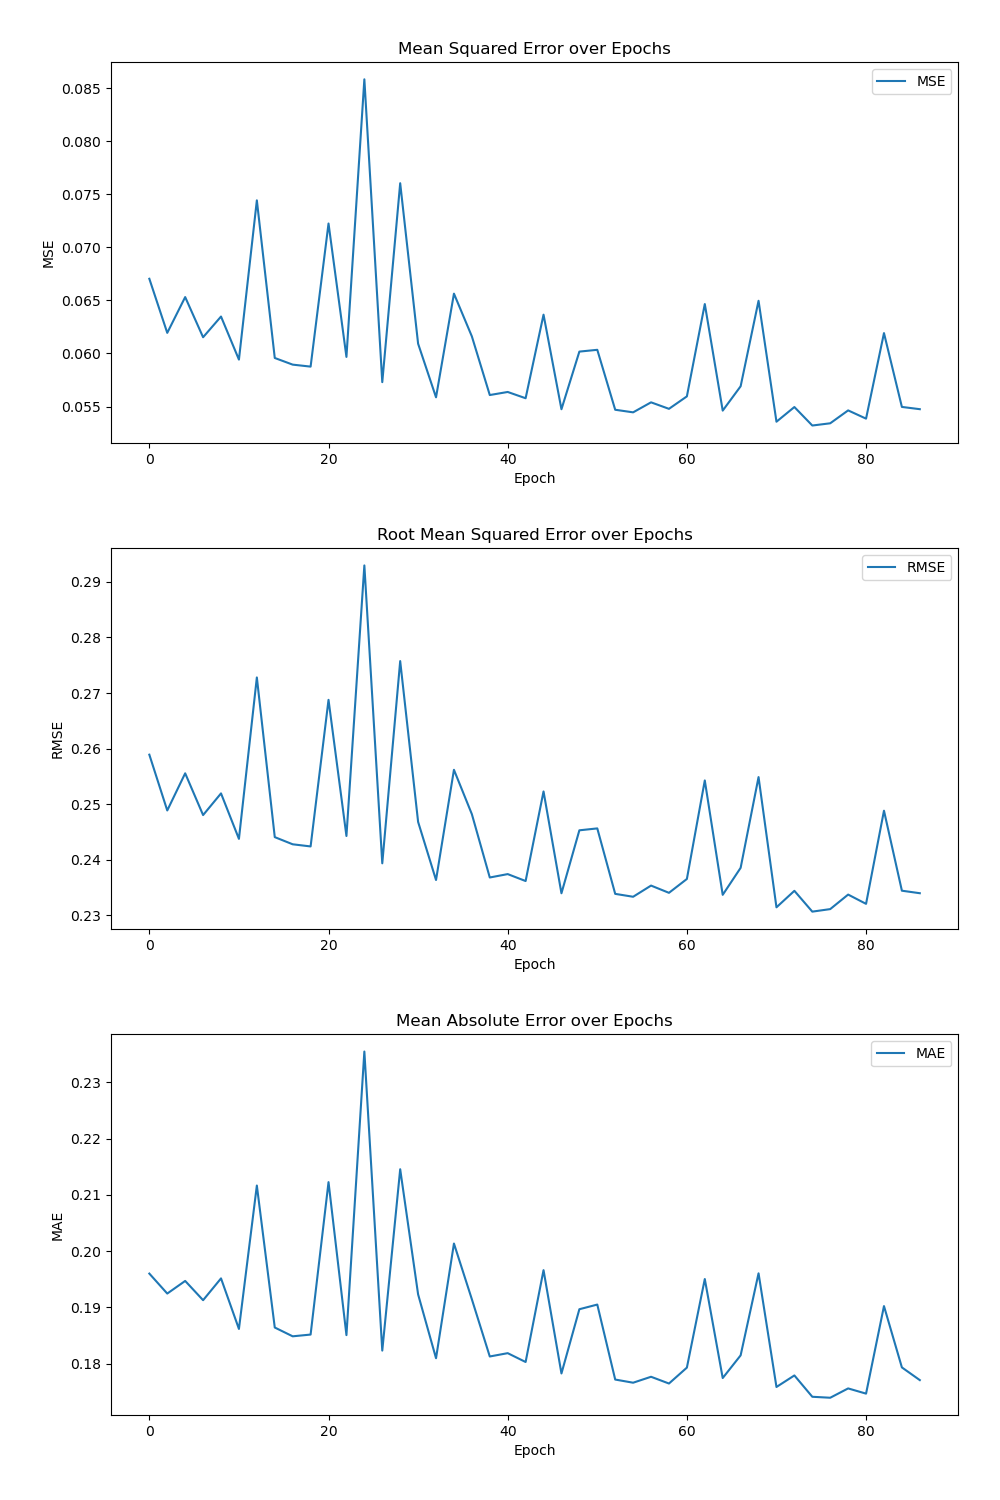 Mean Squared Error over Epochs
MSE
0.085
0.080
0.075
0.070
0.065
0.060
0.055
MSE
0 20 40 60 80
Epoch
Root Mean Squared Error over Epochs
RMSE
0.29
0.28
0.27
0.26
0.25
0.24
0.23
RMSE
0 20 40 60 80
Epoch
Mean Absolute Error over Epochs
MAE
0.23
0.22
0.21
0.20
0.19
0.18
MAE
0 20 40 60 80
Epoch